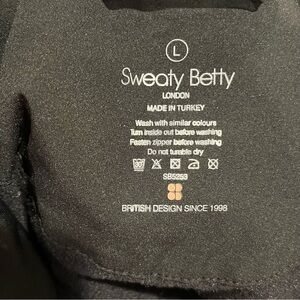 L
Sweaty Betty
LONDON
MADE IN TURKEY
Wash with similar colours
Turn inside out before washing
Fasten zipper before washing
Do not tumble dry
SB5253
BRITISH DESIGN SINCE 1998